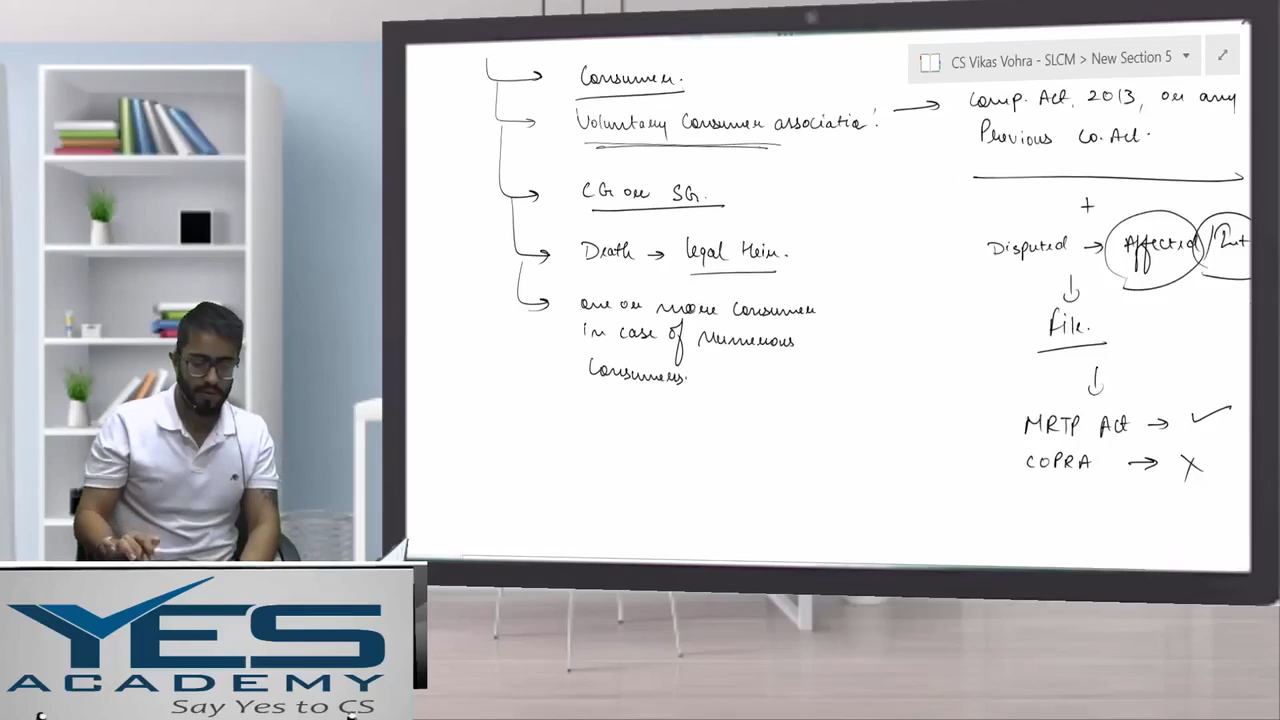 CS Vikas Vohra - SLCM > New Section 5
Consumer.
Voluntary Consumer association:
CG or SG.
Death → legal Heir.
one or more consumer
in case of Numerous
Consumers.
Comp. Act, 2013, or any
Previous Co. Act.
+
Disputed → Affected
File.
MRTP Act → ✓
COPRA → X
YES
ACADEMY
Say Yes to CS